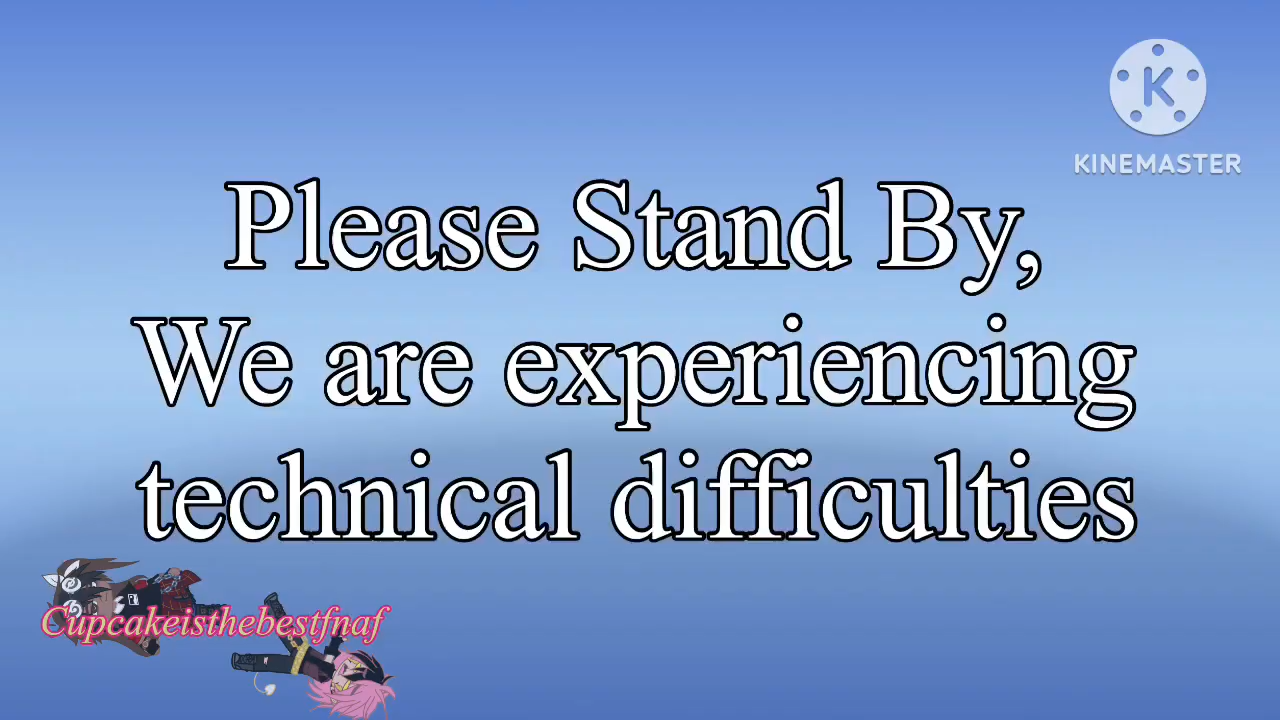 K
KINEMASTER
Please Stand By,
We are experiencing
technical difficulties
Cupcakeisthebestfnaf